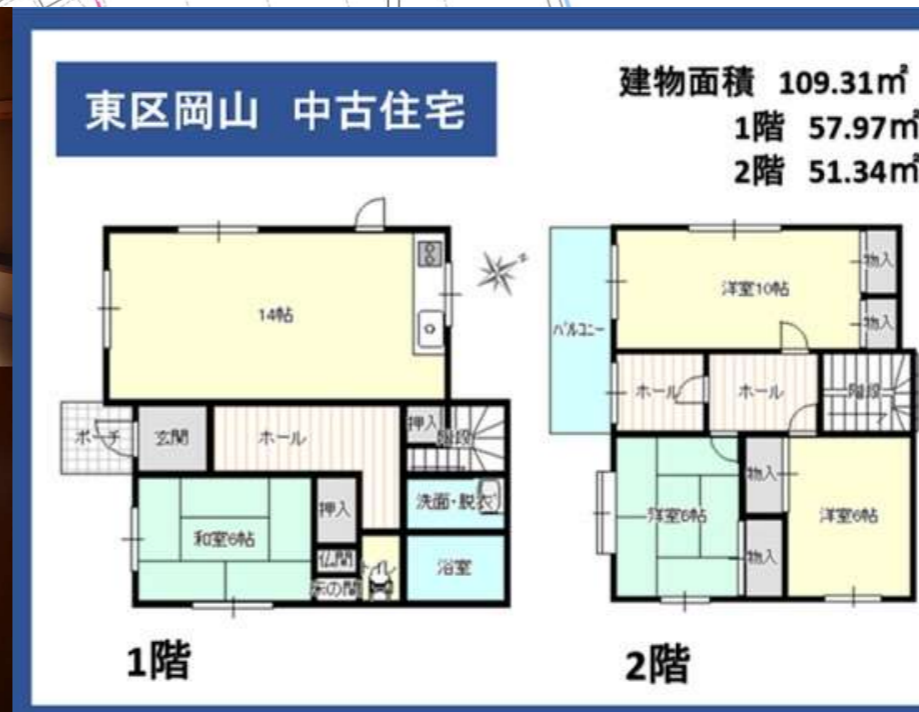 東区岡山 中古住宅
建物面積 109.31㎡
1階 57.97㎡
2階 51.34㎡
14帖
ポーチ
玄関
ホール
押入
階段
和室6帖
押入
仏間
床の間
トイレ
洗面・脱衣
浴室
1階
バルコニー
洋室10帖
物入
物入
ホール
ホール
階段
洋室6帖
物入
物入
洋室6帖
2階